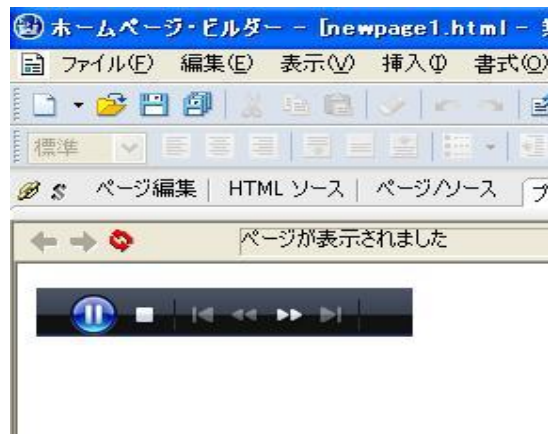 ホームページ・ビルダー - [newpage1.html -
ファイル(F) 編集(E) 表示(V) 挿入(I) 書式(O)
標準
ページ編集 | HTML ソース | ページ/ソース
ページが表示されました